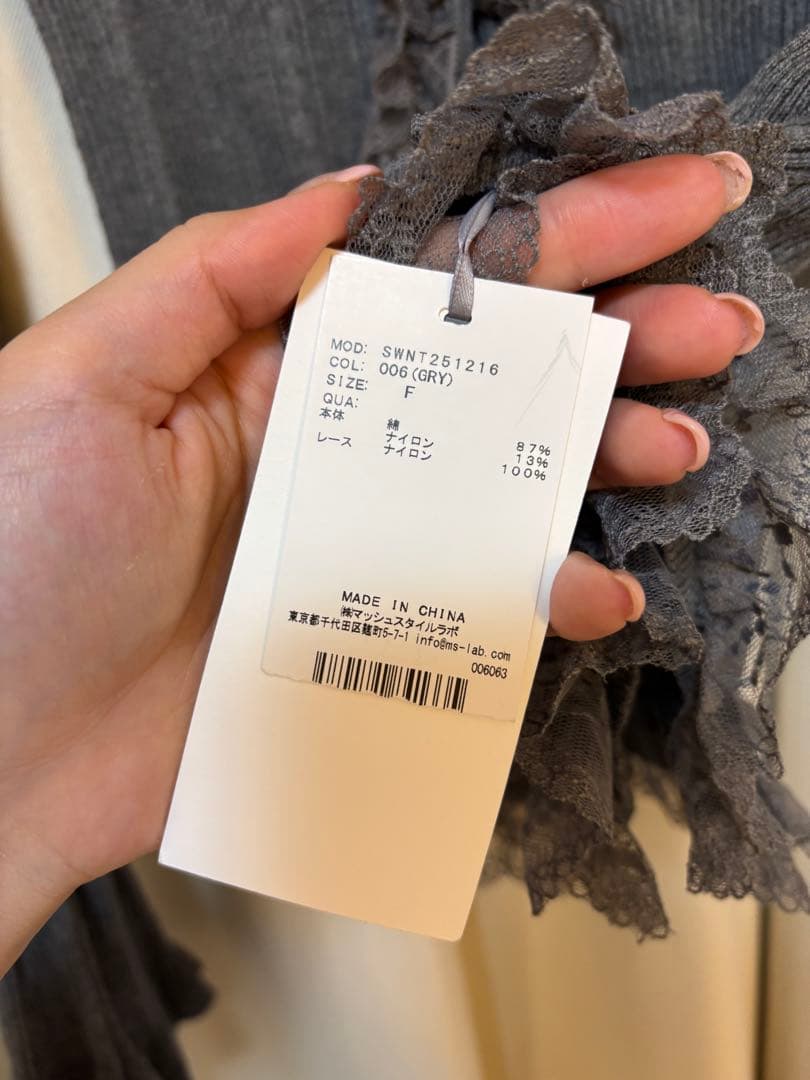 MOD: SWNT251216
COL: 006(GRY)
SIZE: F
QUA:
本体 綿 87%
ナイロン 13%
レース ナイロン 100%
MADE IN CHINA
㈱マッシュスタイルラボ
東京都千代田区麹町5-7-1 info@ms-lab.com
006063